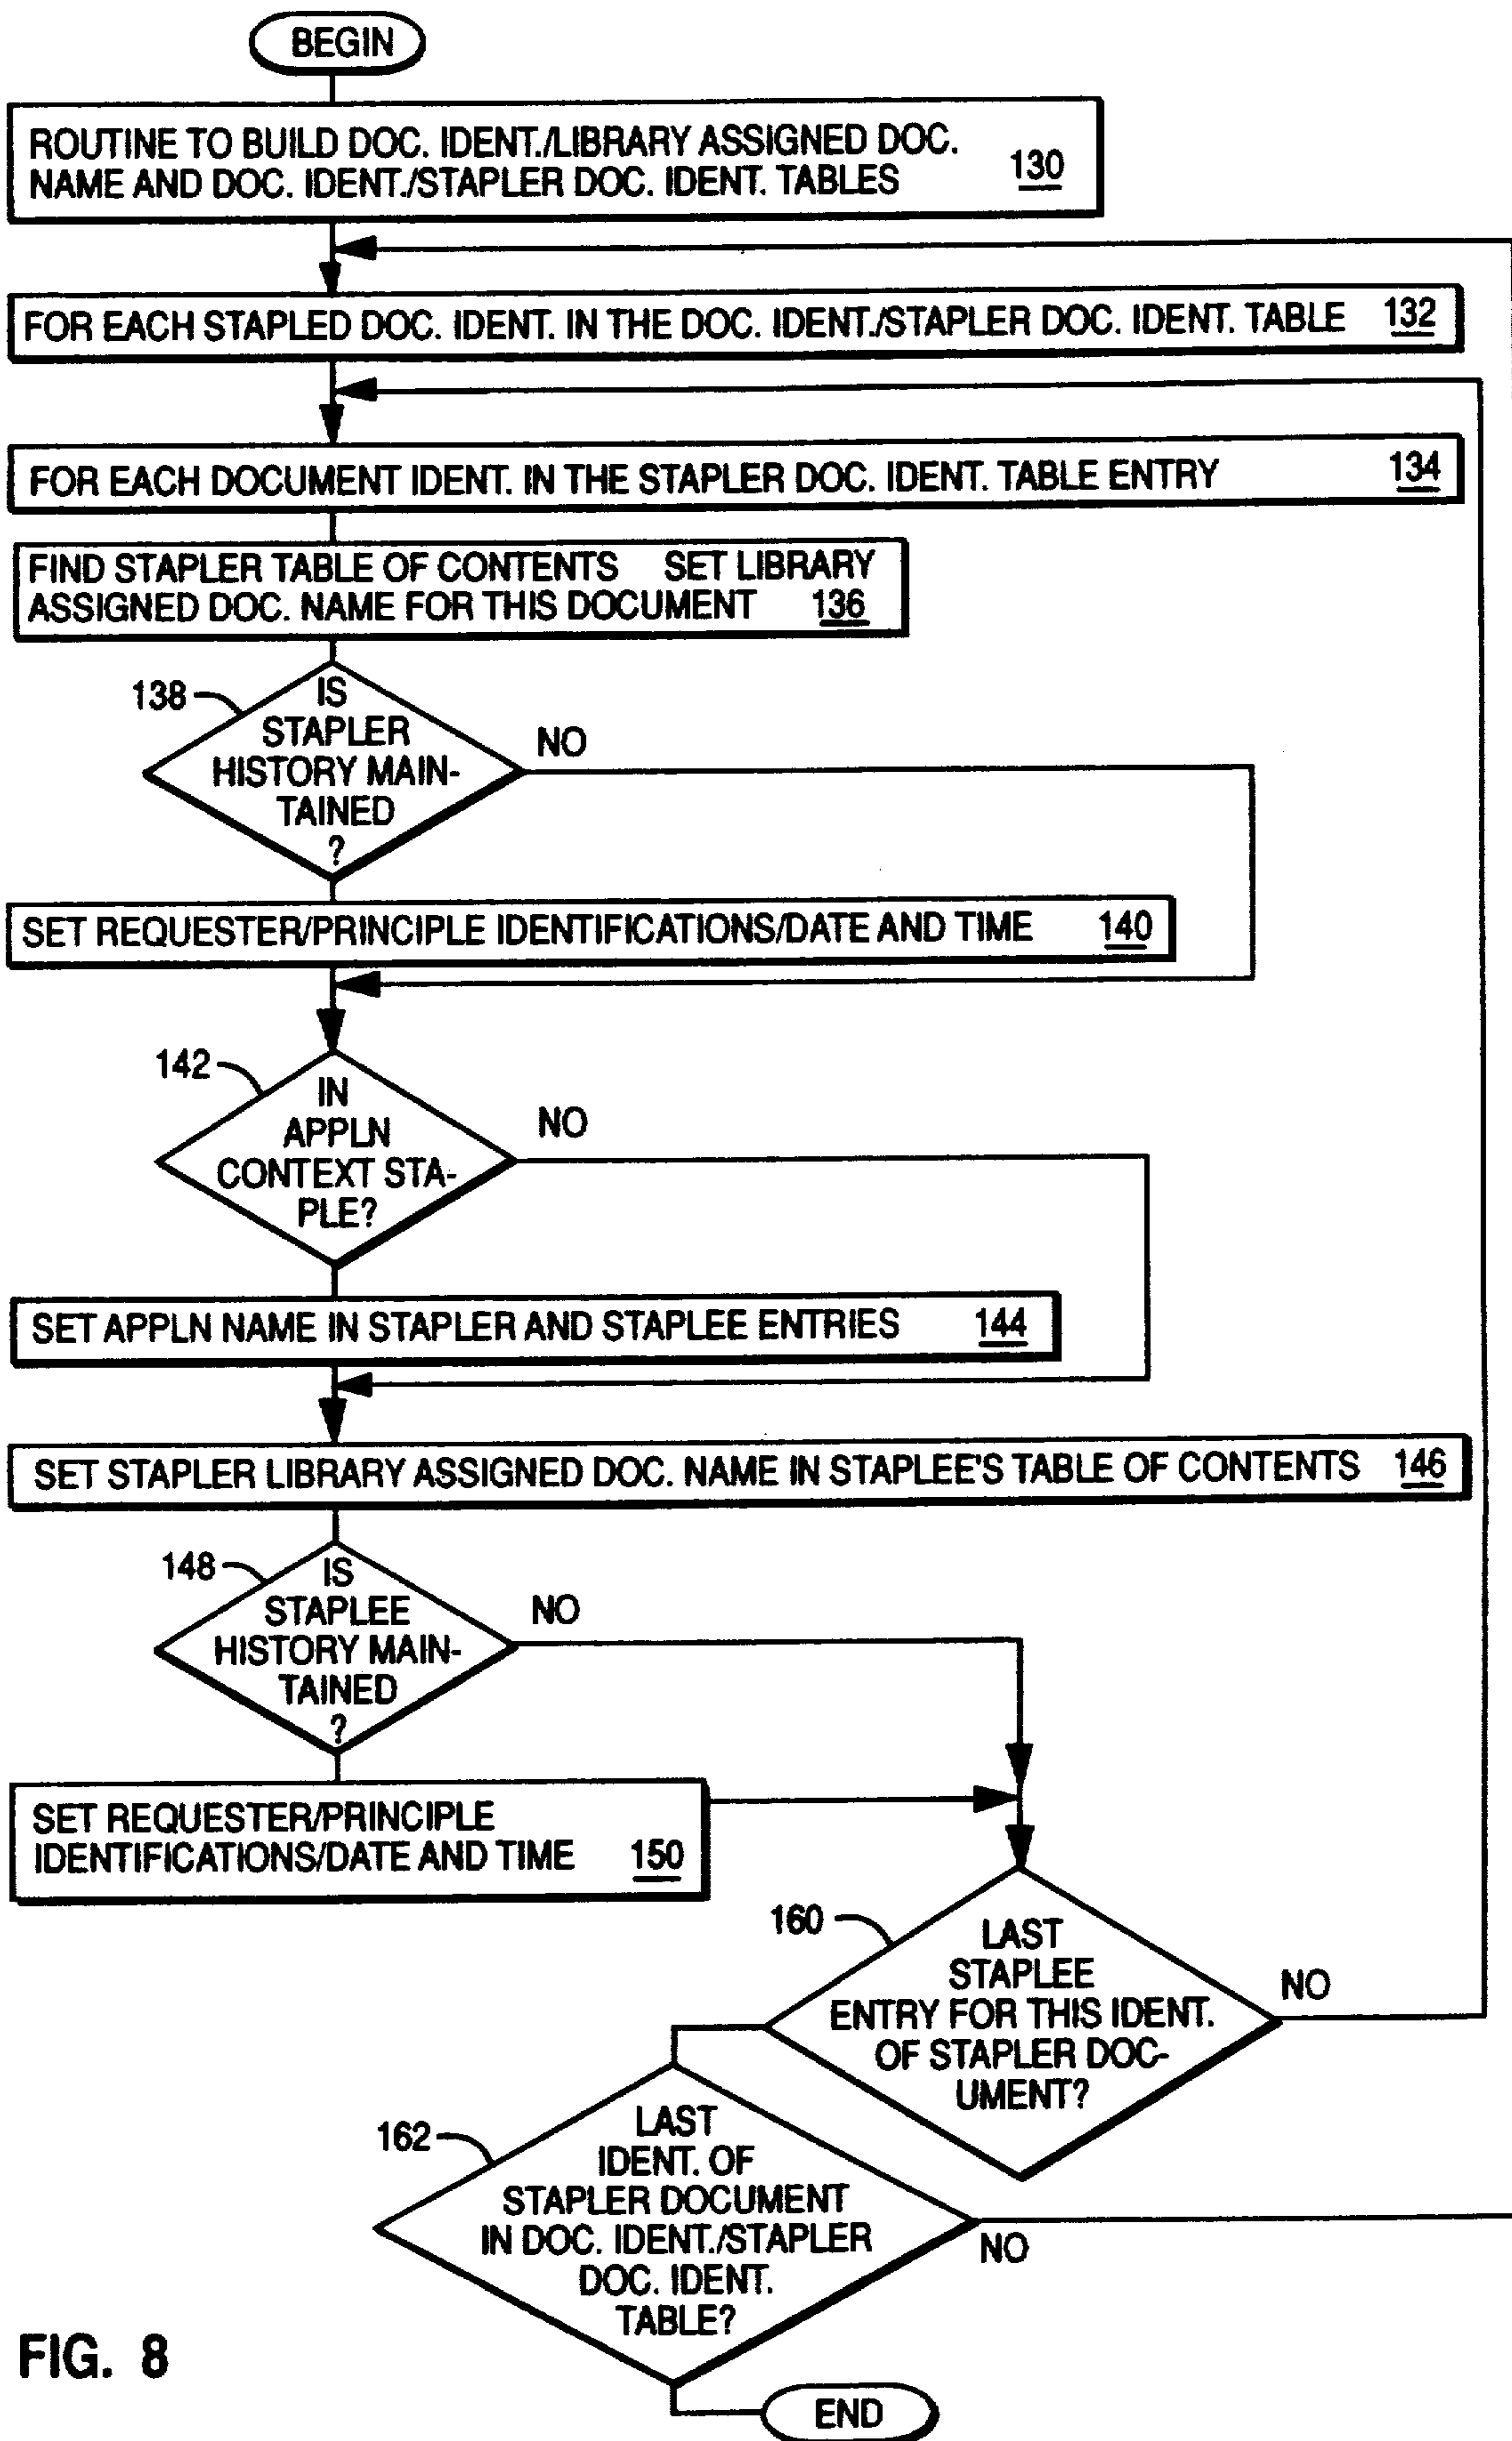 BEGIN
ROUTINE TO BUILD DOC. IDENT./LIBRARY ASSIGNED DOC.
NAME AND DOC. IDENT./STAPLER DOC. IDENT. TABLES 130
FOR EACH STAPLED DOC. IDENT. IN THE DOC. IDENT./STAPLER DOC. IDENT. TABLE 132
FOR EACH DOCUMENT IDENT. IN THE STAPLER DOC. IDENT. TABLE ENTRY 134
FIND STAPLER TABLE OF CONTENTS SET LIBRARY
ASSIGNED DOC. NAME FOR THIS DOCUMENT 136
138
IS
STAPLER
HISTORY MAIN-
TAINED
?
NO
SET REQUESTER/PRINCIPLE IDENTIFICATIONS/DATE AND TIME 140
142
IN
APPLN
CONTEXT STA-
PLE?
NO
SET APPLN NAME IN STAPLER AND STAPLEE ENTRIES 144
SET STAPLER LIBRARY ASSIGNED DOC. NAME IN STAPLEE'S TABLE OF CONTENTS 146
148
IS
STAPLEE
HISTORY MAIN-
TAINED
?
NO
SET REQUESTER/PRINCIPLE
IDENTIFICATIONS/DATE AND TIME 150
160
LAST
STAPLEE
ENTRY FOR THIS IDENT.
OF STAPLER DOC-
UMENT?
NO
162
LAST
IDENT. OF
STAPLER DOCUMENT
IN DOC. IDENT./STAPLER
DOC. IDENT.
TABLE?
NO
END
FIG. 8